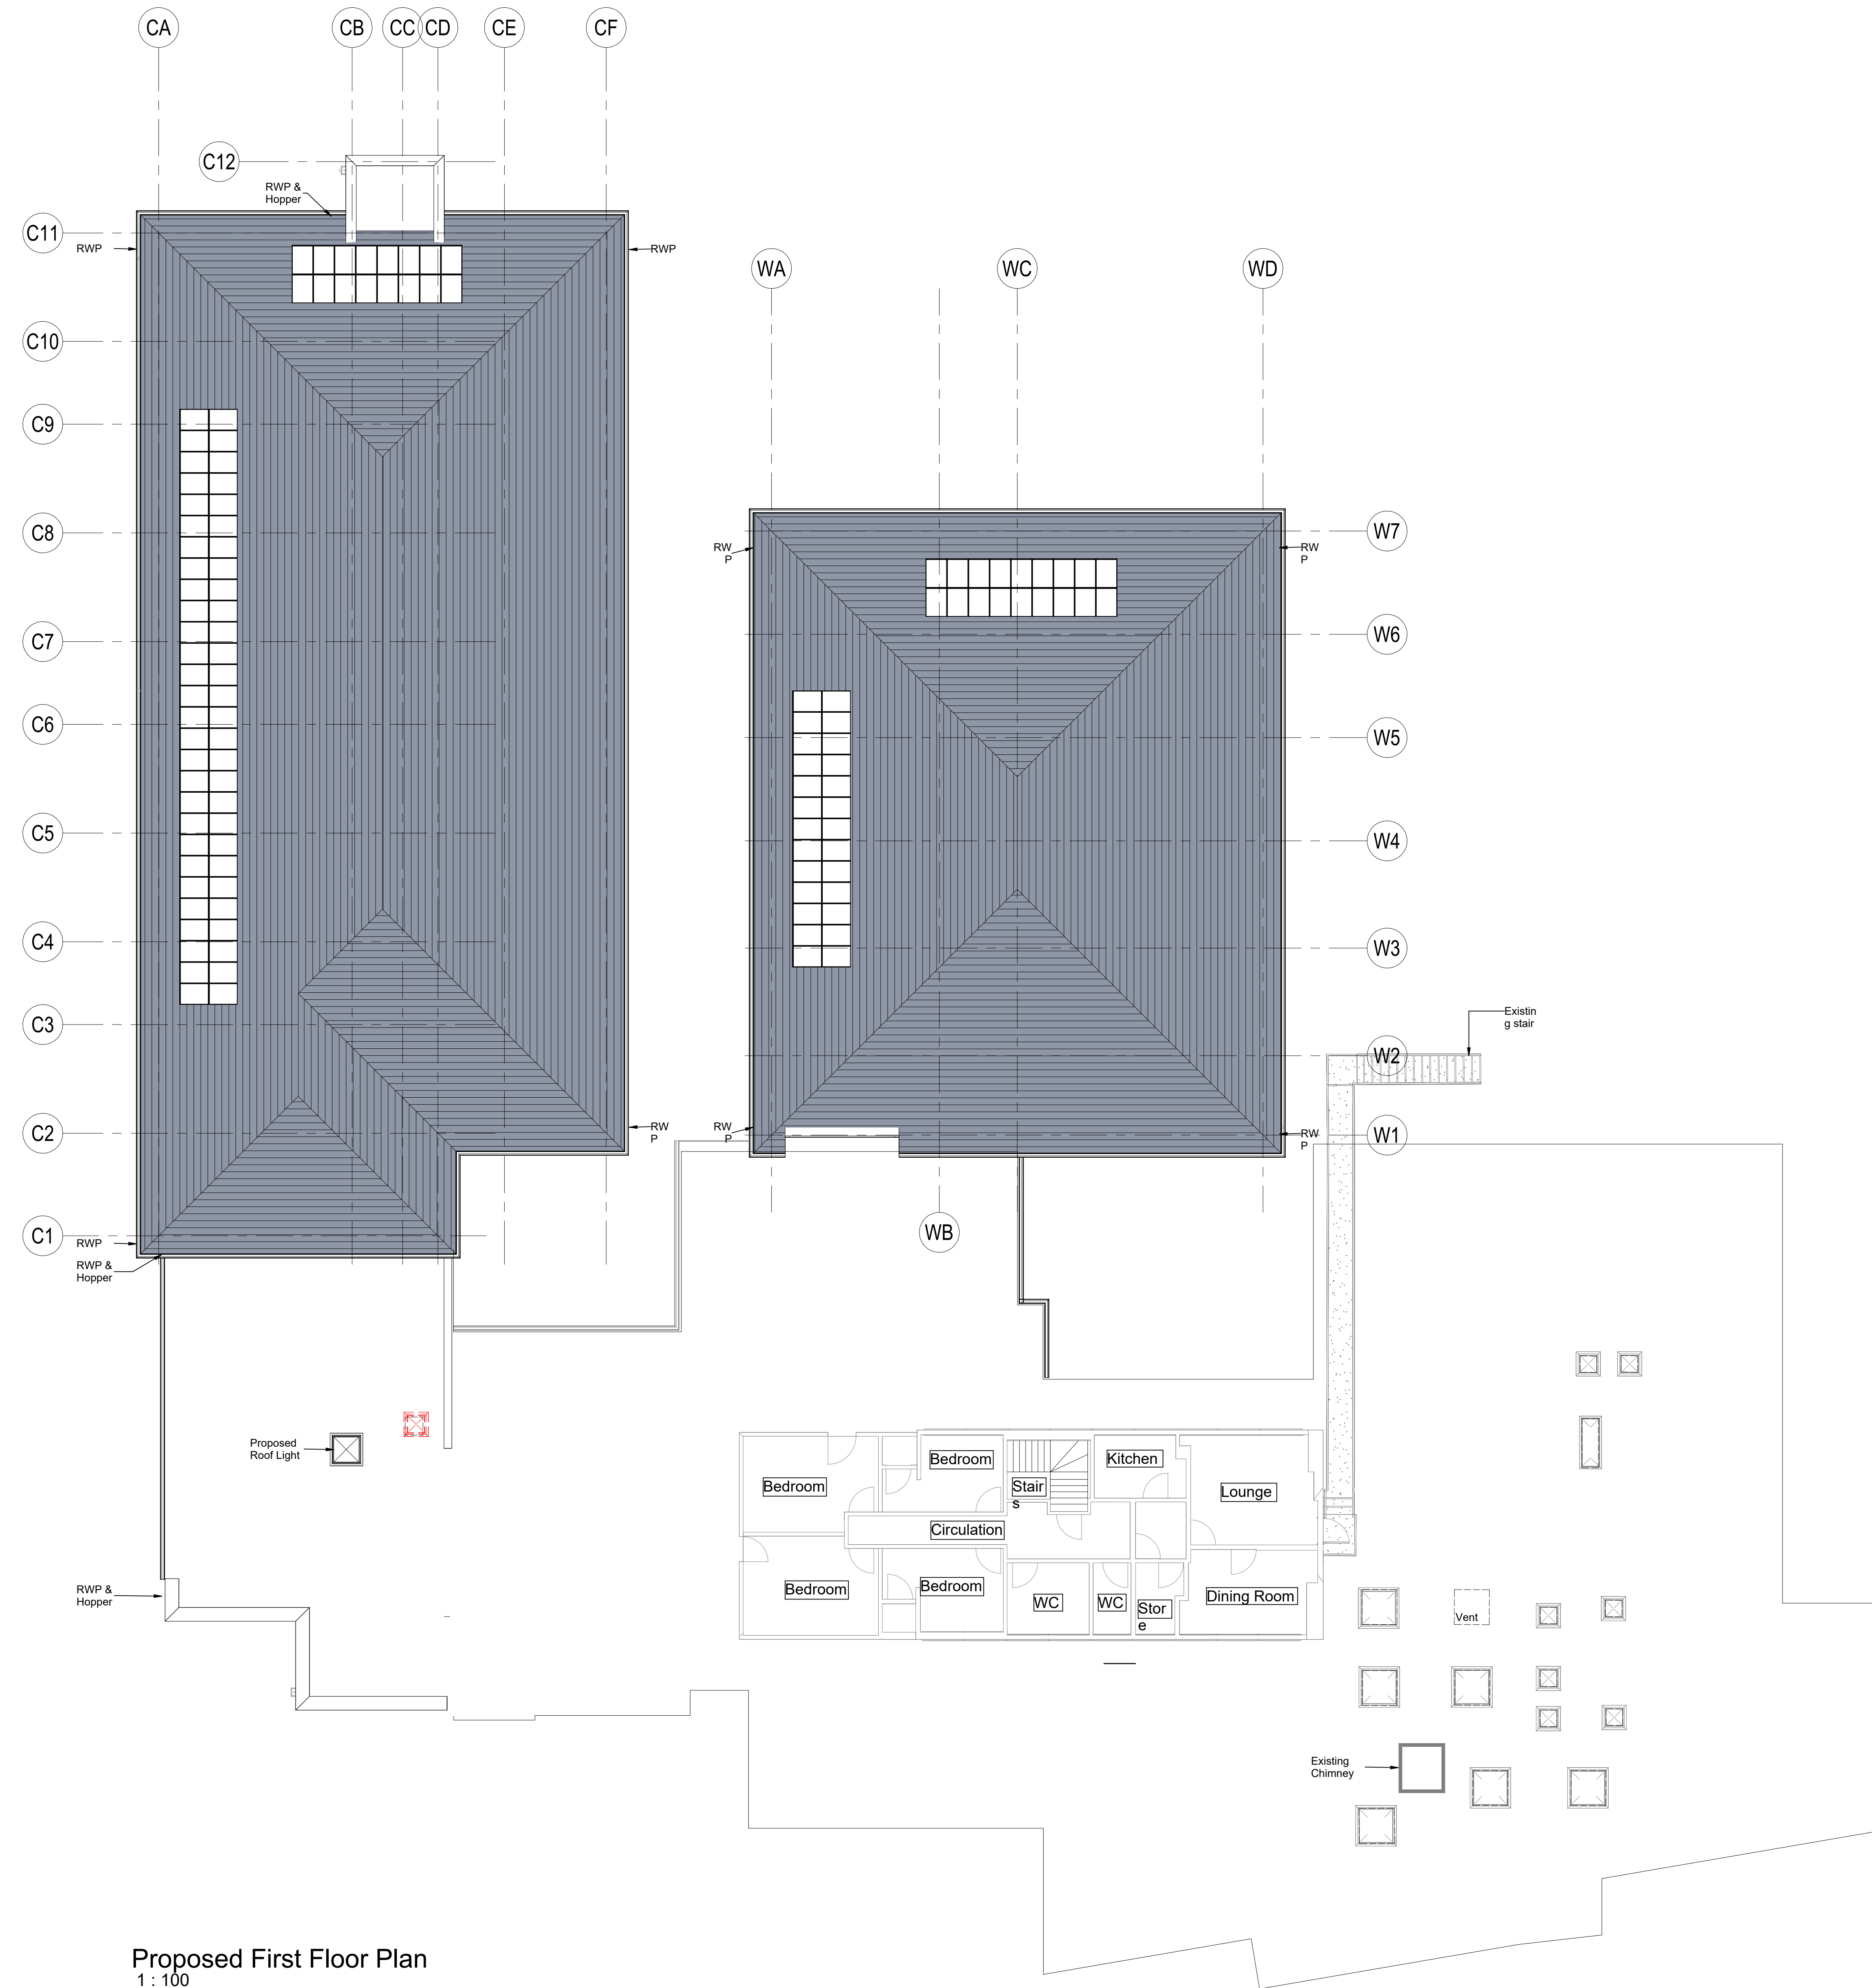 CA
CB
CC
CD
CE
CF
C12
RWP &
Hopper
C11
RWP
RWP
WA
WC
WD
C10
C9
C8
W7
RW
P
RW
P
C7
W6
C6
W5
C5
W4
C4
W3
C3
Existin
g stair
W2
C2
RW
P
RW
P
RW
P
W1
C1
RWP
WB
RWP &
Hopper
Proposed
Roof Light
Bedroom
Bedroom
Stair
s
Kitchen
Lounge
Circulation
Bedroom
Bedroom
WC
WC
Stor
e
Dining Room
RWP &
Hopper
Vent
Existing
Chimney
Proposed First Floor Plan
1 : 100